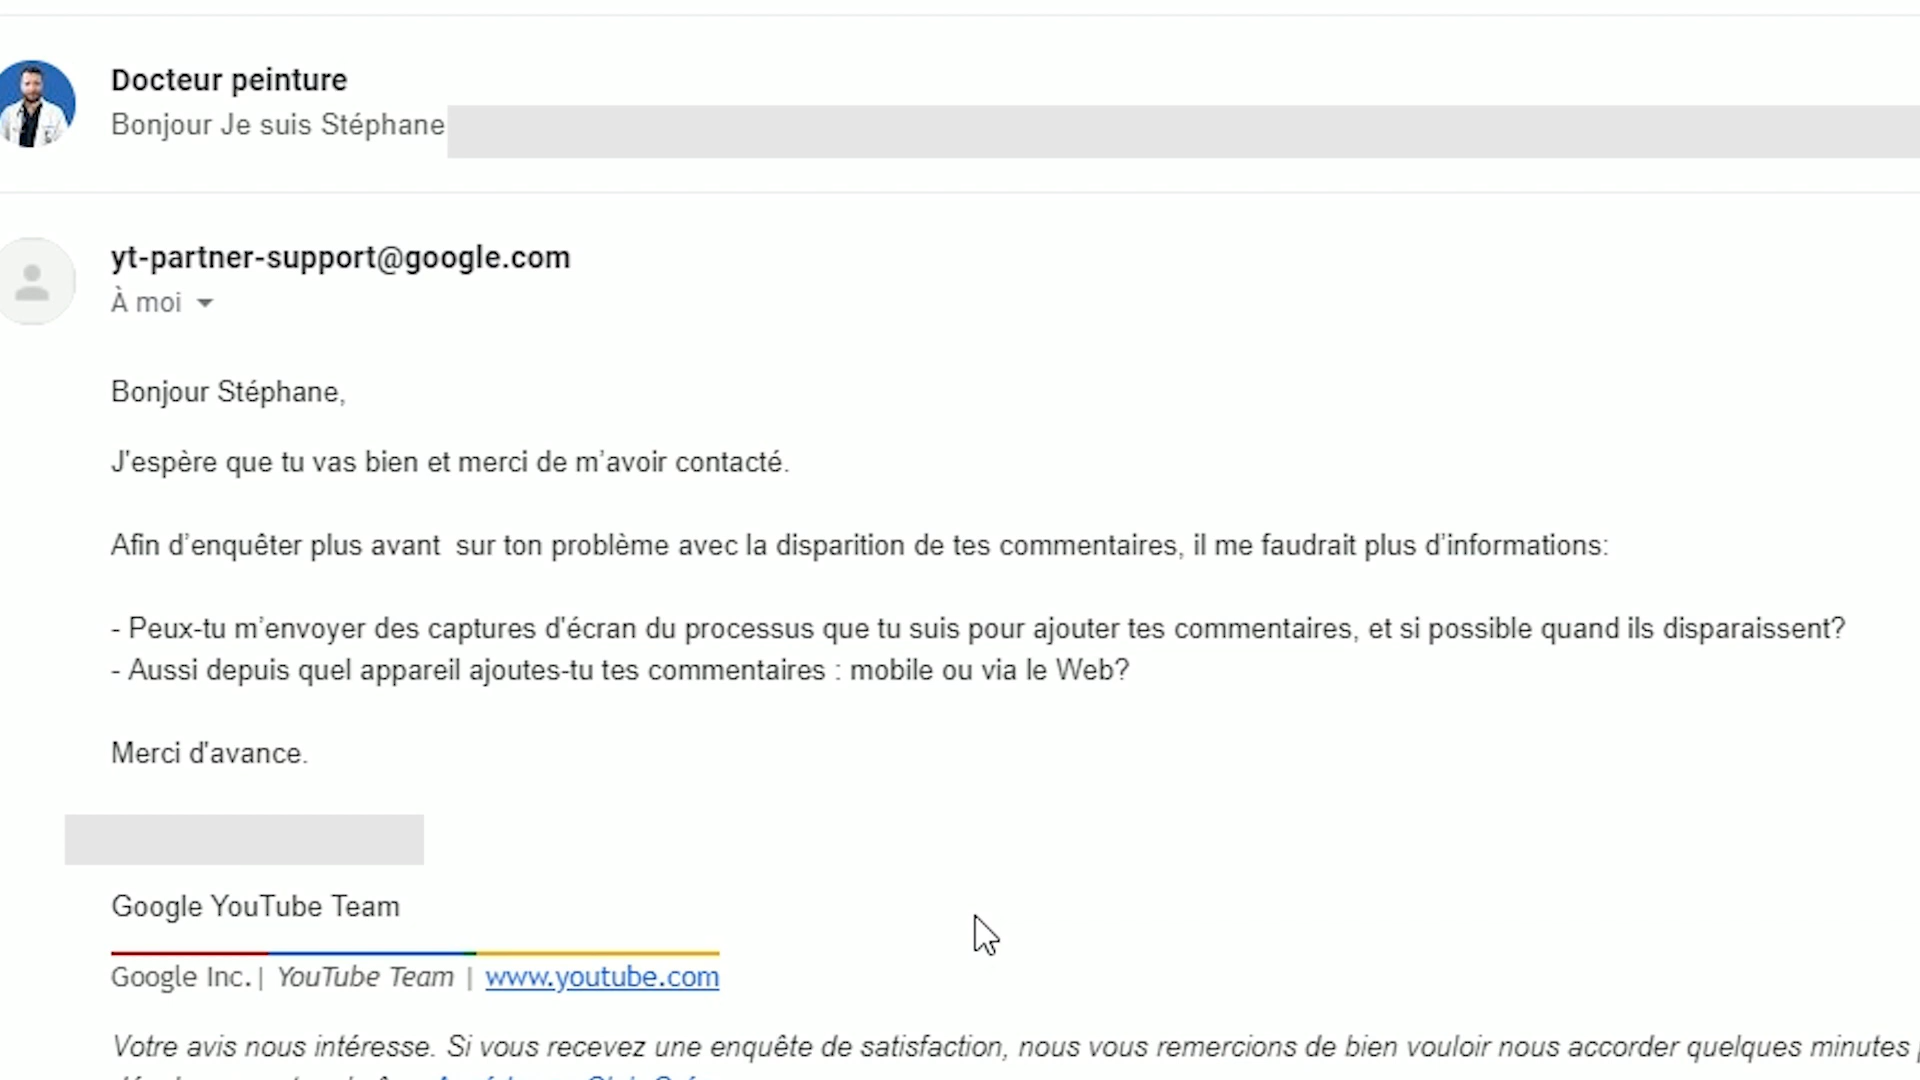 Docteur peinture
Bonjour Je suis Stéphane
yt-partner-support@google.com
À moi
Bonjour Stéphane,
J'espère que tu vas bien et merci de m’avoir contacté.
Afin d’enquêter plus avant  sur ton problème avec la disparition de tes commentaires, il me faudrait plus d’informations:
- Peux-tu m’envoyer des captures d'écran du processus que tu suis pour ajouter tes commentaires, et si possible quand ils disparaissent?
- Aussi depuis quel appareil ajoutes-tu tes commentaires : mobile ou via le Web?
Merci d'avance.
Google YouTube Team
Google Inc. | YouTube Team | www.youtube.com
Votre avis nous intéresse. Si vous recevez une enquête de satisfaction, nous vous remercions de bien vouloir nous accorder quelques minutes